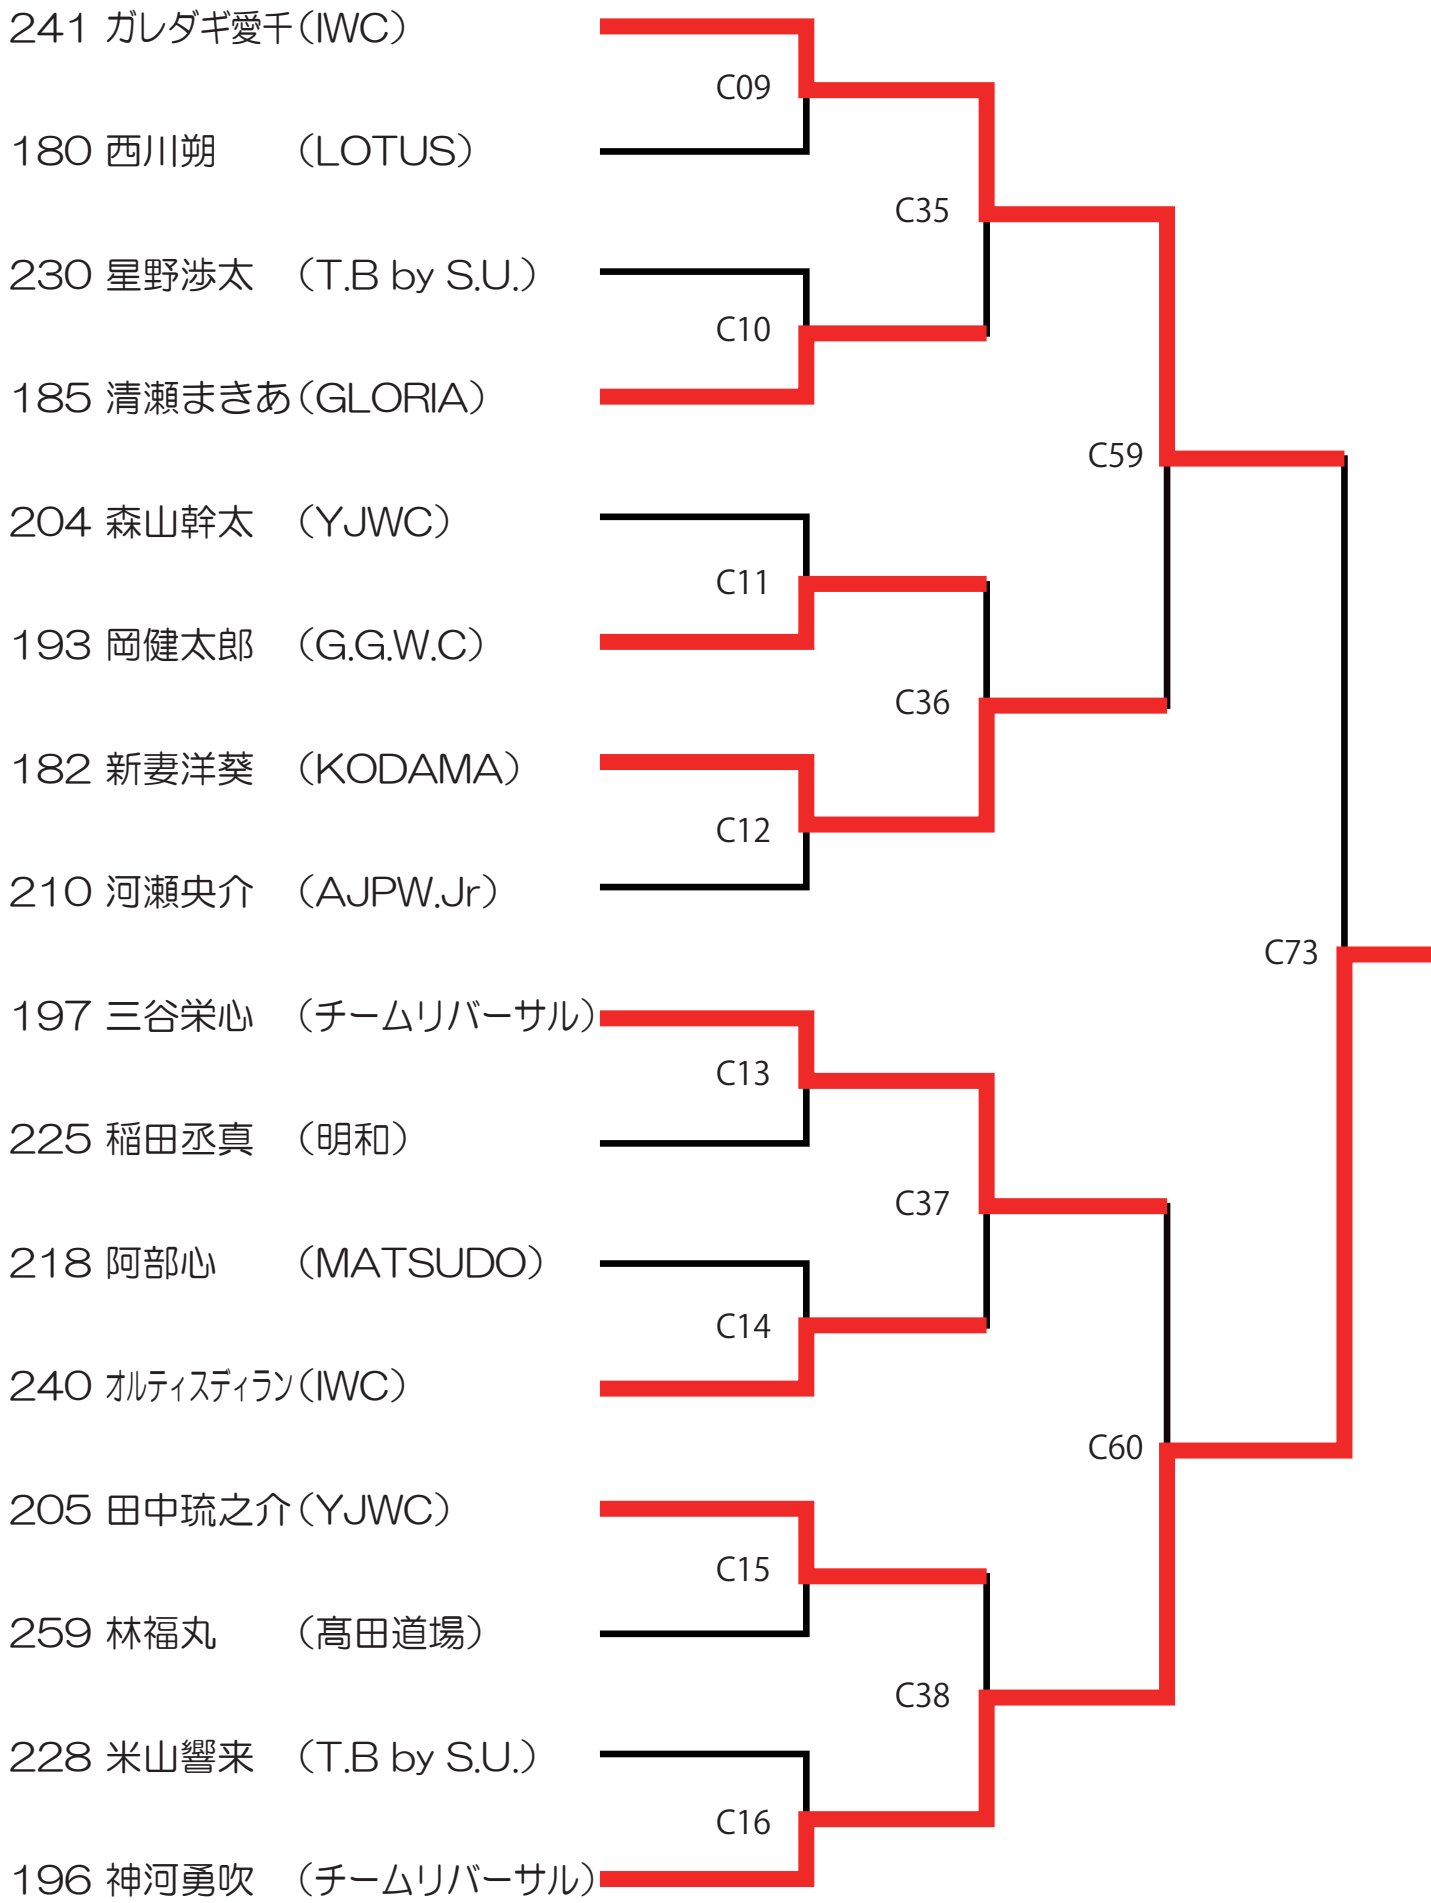 241 ガレダギ愛千(IWC)
C09
180 西川朔 (LOTUS)
C35
230 星野渉太 (T.B by S.U.)
C10
185 清瀬まきあ(GLORIA)
C59
204 森山幹太 (YJWC)
C11
193 岡健太郎 (G.G.W.C)
C36
182 新妻洋葵 (KODAMA)
C12
210 河瀬央介 (AJPW.Jr)
C73
197 三谷栄心 (チームリバーサル)
C13
225 稲田丞真 (明和)
C37
218 阿部心 (MATSUDO)
C14
240 オルティスディラン(IWC)
C60
205 田中琉之介(YJWC)
C15
259 林福丸 (髙田道場)
C38
228 米山響来 (T.B by S.U.)
C16
196 神河勇吹 (チームリバーサル)